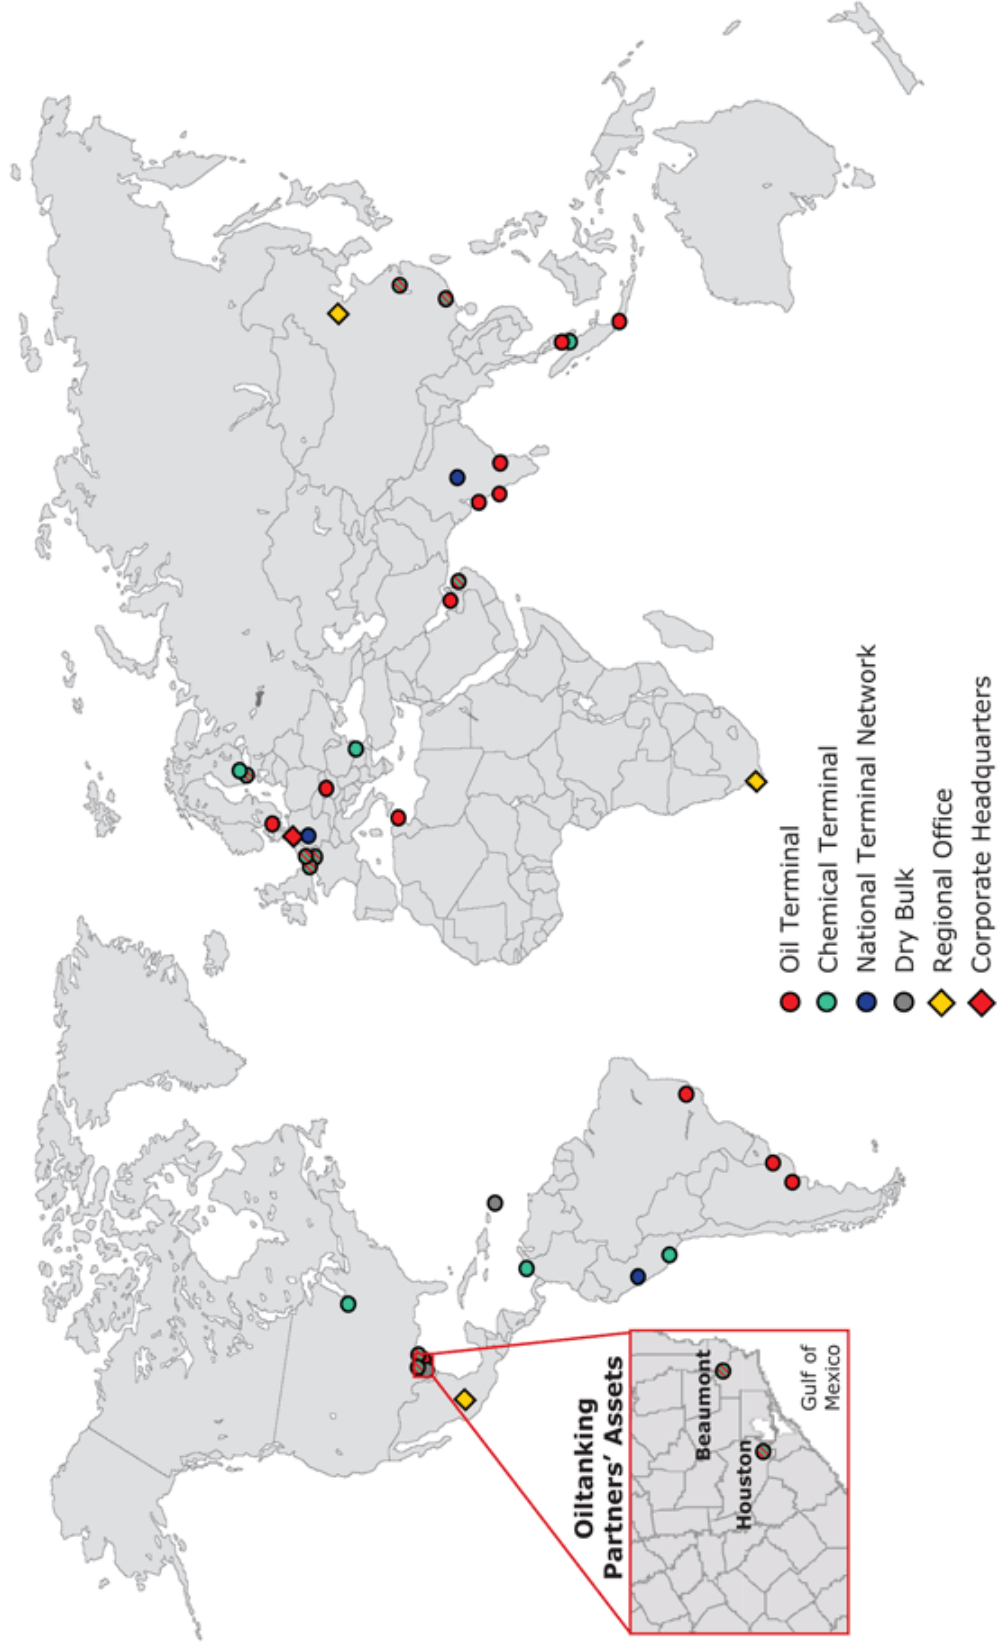 Oiltanking
Partners' Assets
Beaumont
Houston
Gulf of
Mexico
Oil Terminal
Chemical Terminal
National Terminal Network
Dry Bulk
Regional Office
Corporate Headquarters